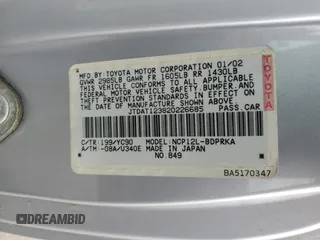 MFD. BY TOYOTA MOTOR CORPORATION 01/02
GVWR 2985LB GAWR FR 1605LB RR 1430LB
THIS VEHICLE CONFORMS TO ALL APPLICABLE
FEDERAL MOTOR VEHICLE SAFETY, BUMPER, AND
THEFT PREVENTION STANDARDS IN EFFECT ON
THE DATE OF MANUFACTURE SHOWN ABOVE.
JTDAT123820226685 PASS.CAR
C/TR 199/YC90 MODEL: NCP12L-BDPRKA
A/TM -08A/U340E MADE IN JAPAN
NO.849
BA5170347
TOYOTA
TOYOTA